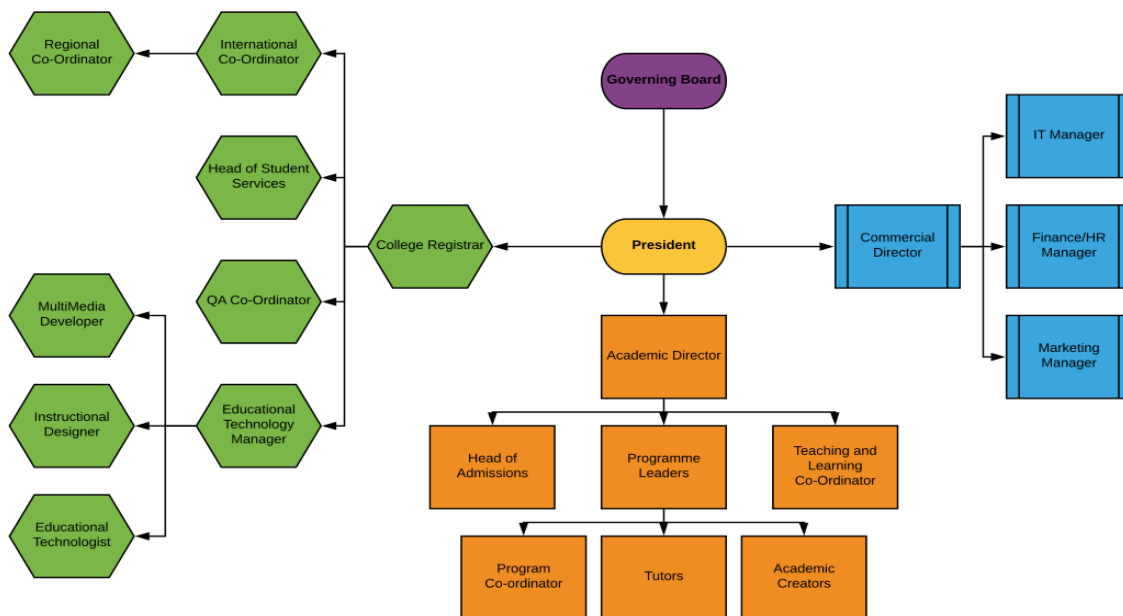 Regional
Co-Ordinator
International
Co-Ordinator
Governing Board
IT Manager
Head of Student
Services
College Registrar
President
Commercial
Director
Finance/HR
Manager
MultiMedia
Developer
QA Co-Ordinator
Academic Director
Marketing
Manager
Instructional
Designer
Educational
Technology
Manager
Head of
Admissions
Programme
Leaders
Teaching and
Learning
Co-Ordinator
Educational
Technologist
Program
Co-ordinator
Tutors
Academic
Creators